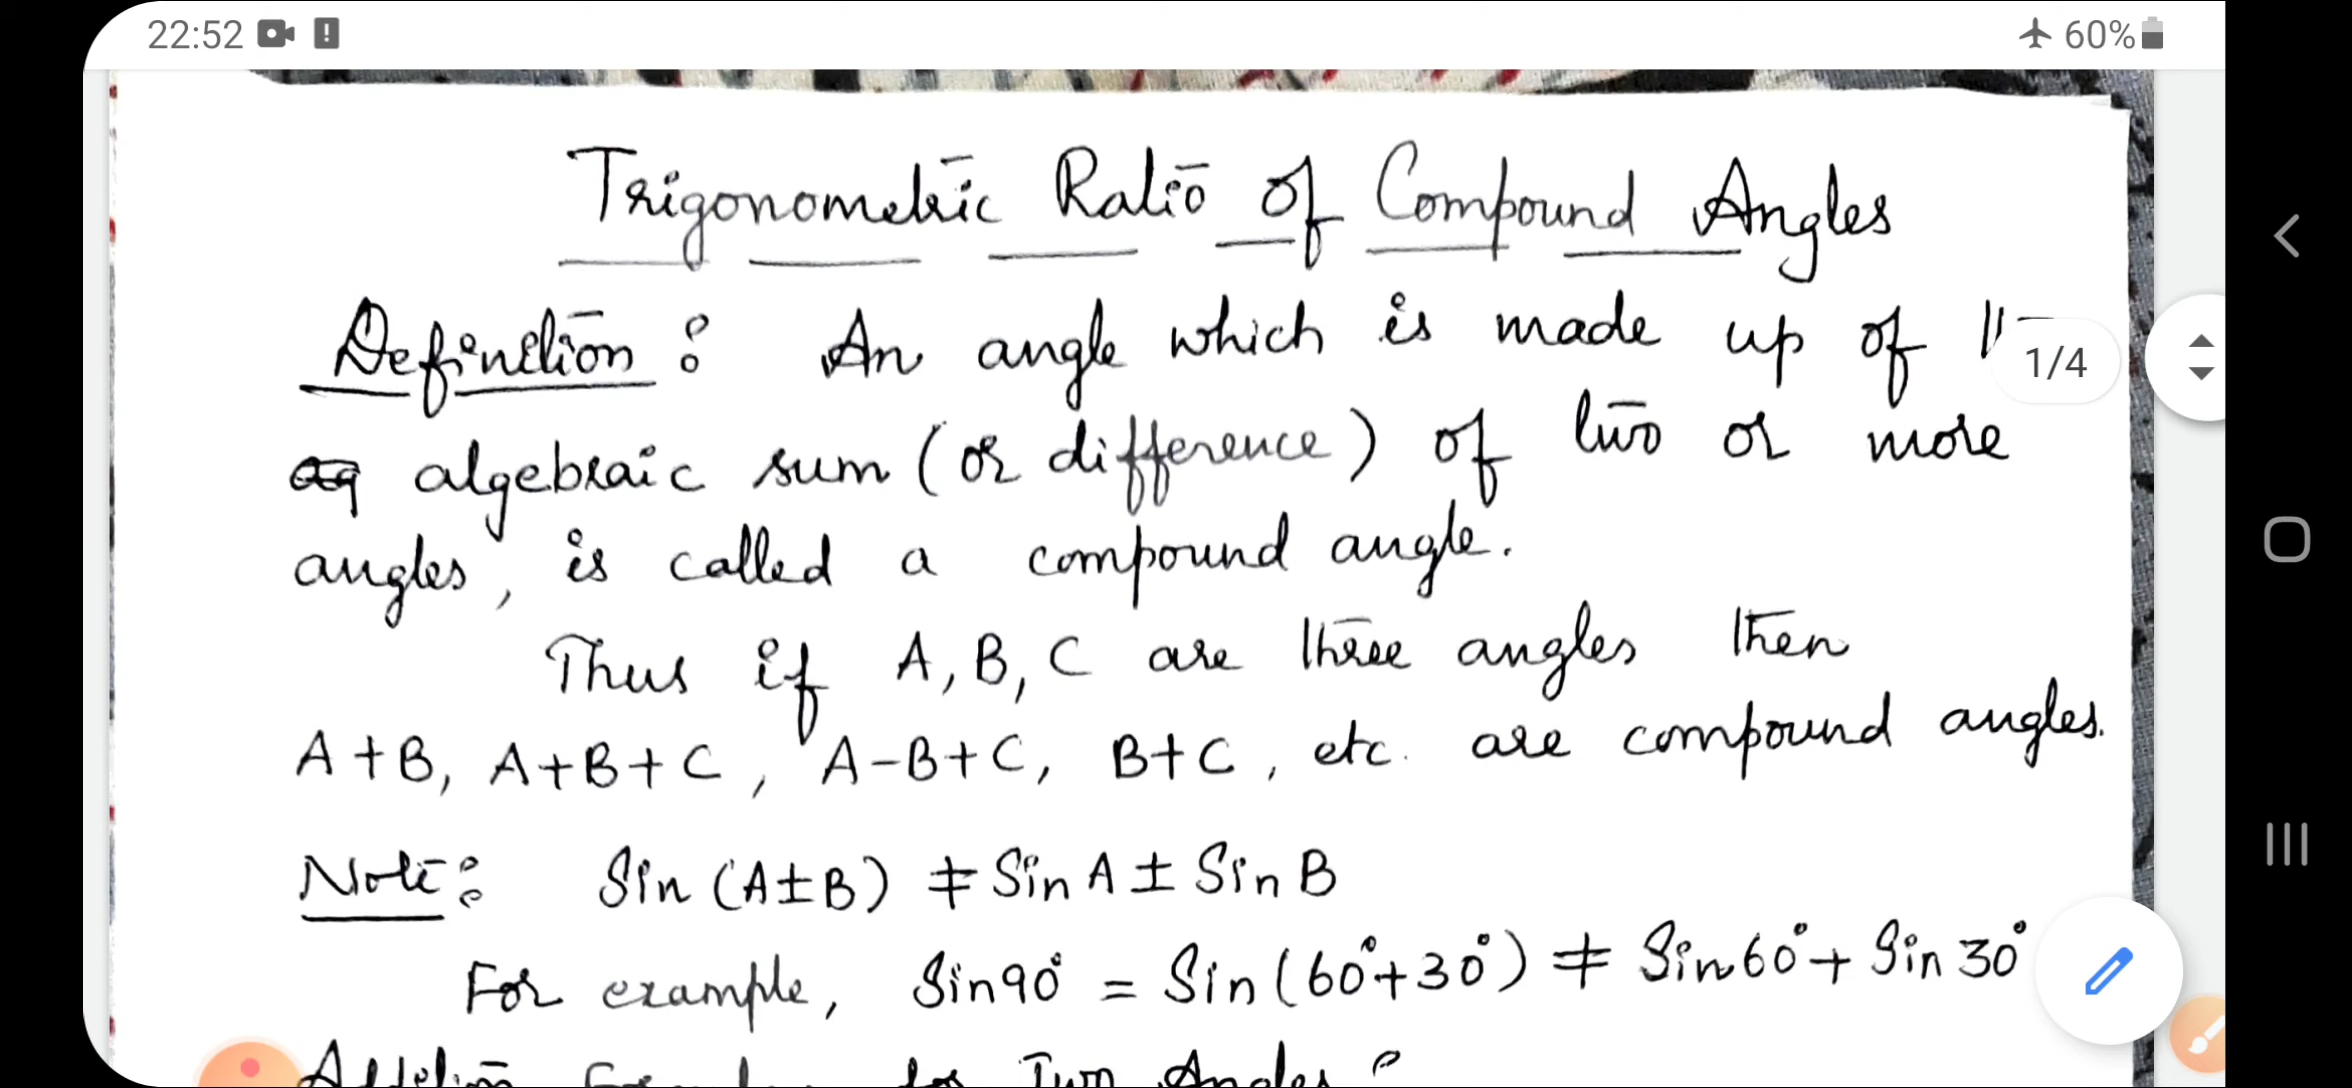 22:52
60%
Trigonometric Ratio of Compound Angles
Definition : An angle which is made up of
1/4
algebraic sum (or difference) of two or more
angles, is called a compound angle.
Thus if A, B, C are three angles then
A+B, A+B+C, A-B+C, B+C, etc. are compound angles.
Note: Sin (A±B) ≠ Sin A ± Sin B
For example, Sin90° = Sin(60°+30°) ≠ Sin60°+ Sin 30°
Two Angles